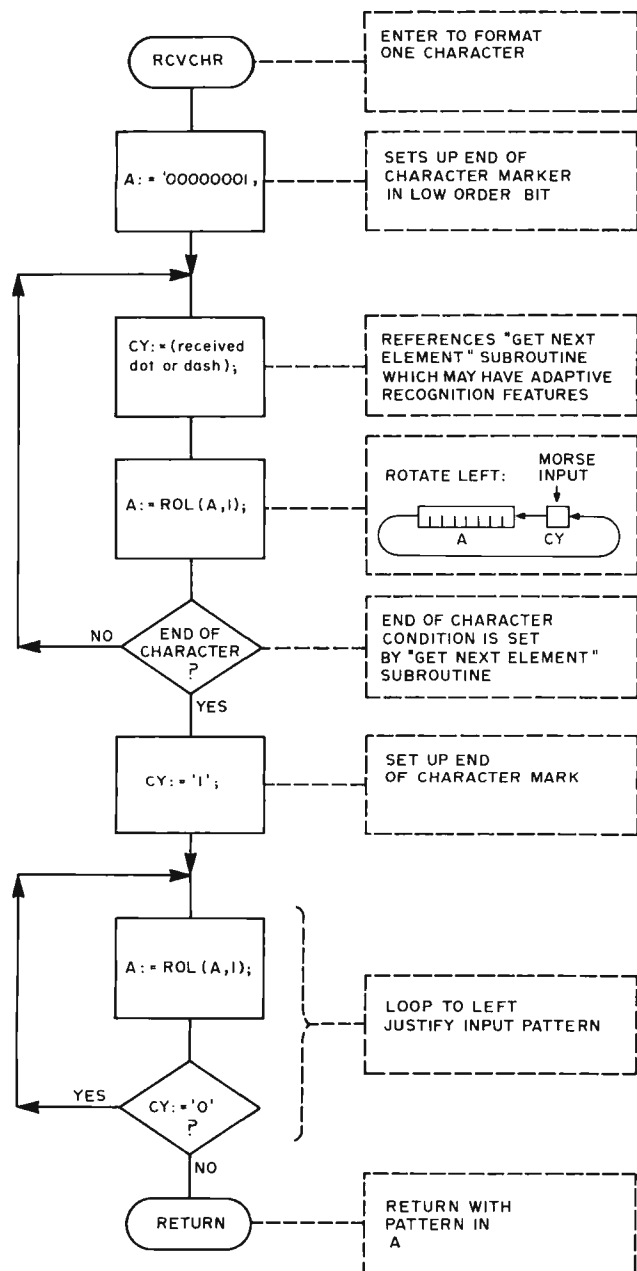 RCVCHR
ENTER TO FORMAT
ONE CHARACTER
A:='00000001,
SETS UP END OF
CHARACTER MARKER
IN LOW ORDER BIT
CY:=(received
dot or dash);
REFERENCES "GET NEXT
ELEMENT" SUBROUTINE
WHICH MAY HAVE ADAPTIVE
RECOGNITION FEATURES
A:=ROL(A,1);
ROTATE LEFT:
MORSE
INPUT
A
CY
NO
END OF
CHARACTER
?
YES
END OF CHARACTER
CONDITION IS SET
BY "GET NEXT ELEMENT"
SUBROUTINE
CY:='1';
SET UP END
OF CHARACTER MARK
A:=ROL(A,1);
LOOP TO LEFT
JUSTIFY INPUT PATTERN
YES
CY:='0'
?
NO
RETURN
RETURN WITH
PATTERN IN
A